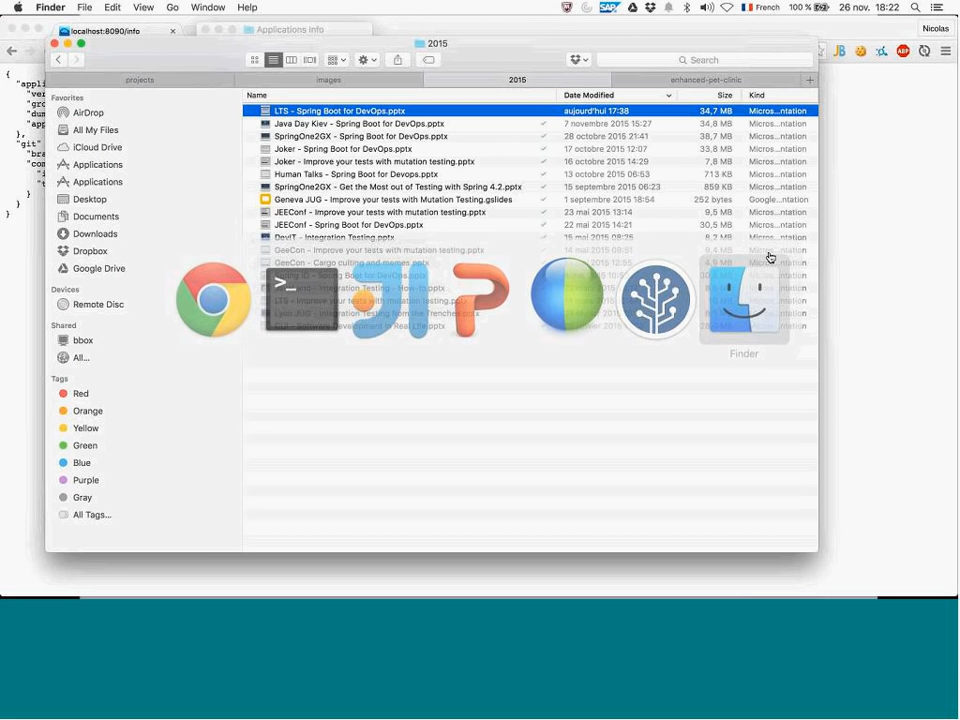 Finder File Edit View Go Window Help French 100 % 26 nov. 18:22
localhost:8090/info Applications Info Nicolas
2015
Search
projects images 2015 enhanced-pet-clinic
Favorites
AirDrop
All My Files
iCloud Drive
Applications
Applications
Desktop
Documents
Downloads
Dropbox
Google Drive
Devices
Remote Disc
Shared
bbox
All...
Tags
Red
Orange
Yellow
Green
Blue
Purple
Gray
All Tags...
Name Date Modified Size Kind
LTS - Spring Boot for DevOps.pptx aujourd'hui 17:38 34,7 MB Micros...ntation
Java Day Kiev - Spring Boot for DevOps.pptx 7 novembre 2015 15:27 34,8 MB Micros...ntation
SpringOne2GX - Spring Boot for DevOps.pptx 28 octobre 2015 21:41 38,7 MB Micros...ntation
Joker - Spring Boot for DevOps.pptx 17 octobre 2015 12:07 33,8 MB Micros...ntation
Joker - Improve your tests with mutation testing.pptx 16 octobre 2015 14:29 7,8 MB Micros...ntation
Human Talks - Spring Boot for Devops.pptx 13 octobre 2015 06:53 713 KB Micros...ntation
SpringOne2GX - Get the Most out of Testing with Spring 4.2.pptx 15 septembre 2015 06:23 859 KB Micros...ntation
Geneva JUG - Improve your tests with Mutation Testing.gslides 1 septembre 2015 18:54 252 bytes Google...ntation
JEEConf - Improve your tests with mutation testing.pptx 23 mai 2015 13:14 9,5 MB Micros...ntation
JEEConf - Spring Boot for DevOps.pptx 22 mai 2015 14:21 30,5 MB Micros...ntation
DevIT - Integration Testing.pptx 15 mai 2015 08:25 8,2 MB Micros...ntation
GeeCon - Improve your tests with mutation testing.pptx
GeeCon - Cargo culting and memes.pptx
Finder